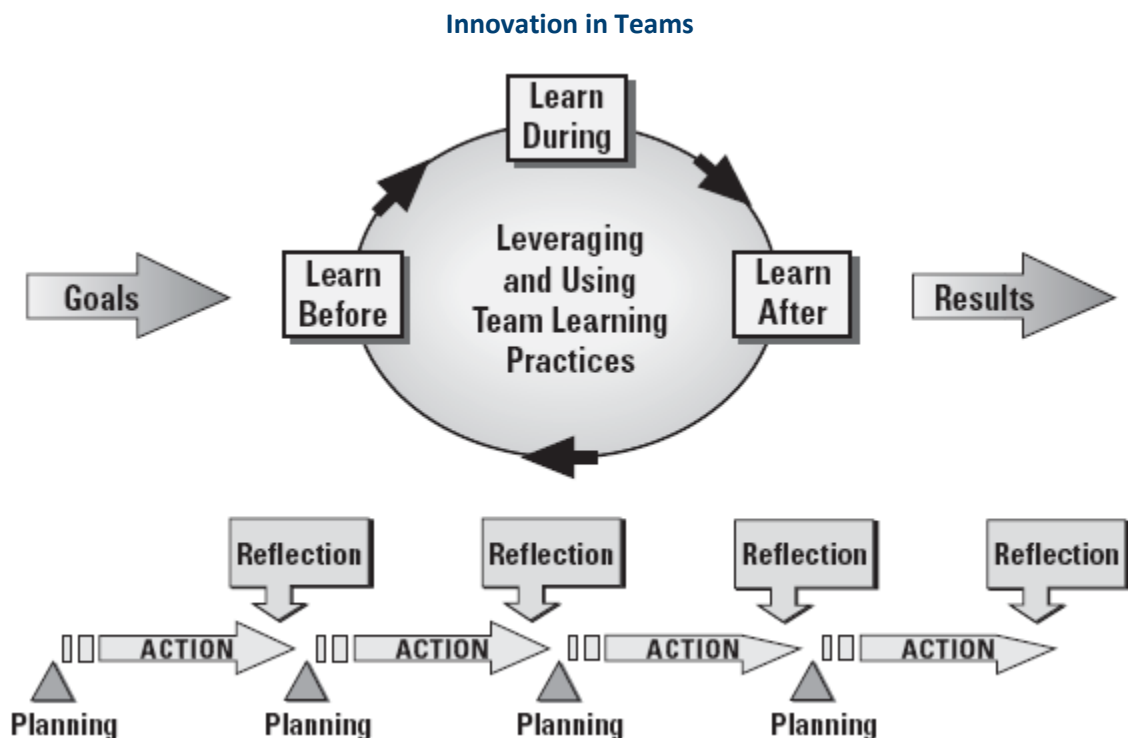 Innovation in Teams
Learn
During
Goals
Learn
Before
Leveraging
and Using
Team Learning
Practices
Learn
After
Results
Reflection
Reflection
Reflection
Reflection
ACTION
ACTION
ACTION
ACTION
Planning
Planning
Planning
Planning